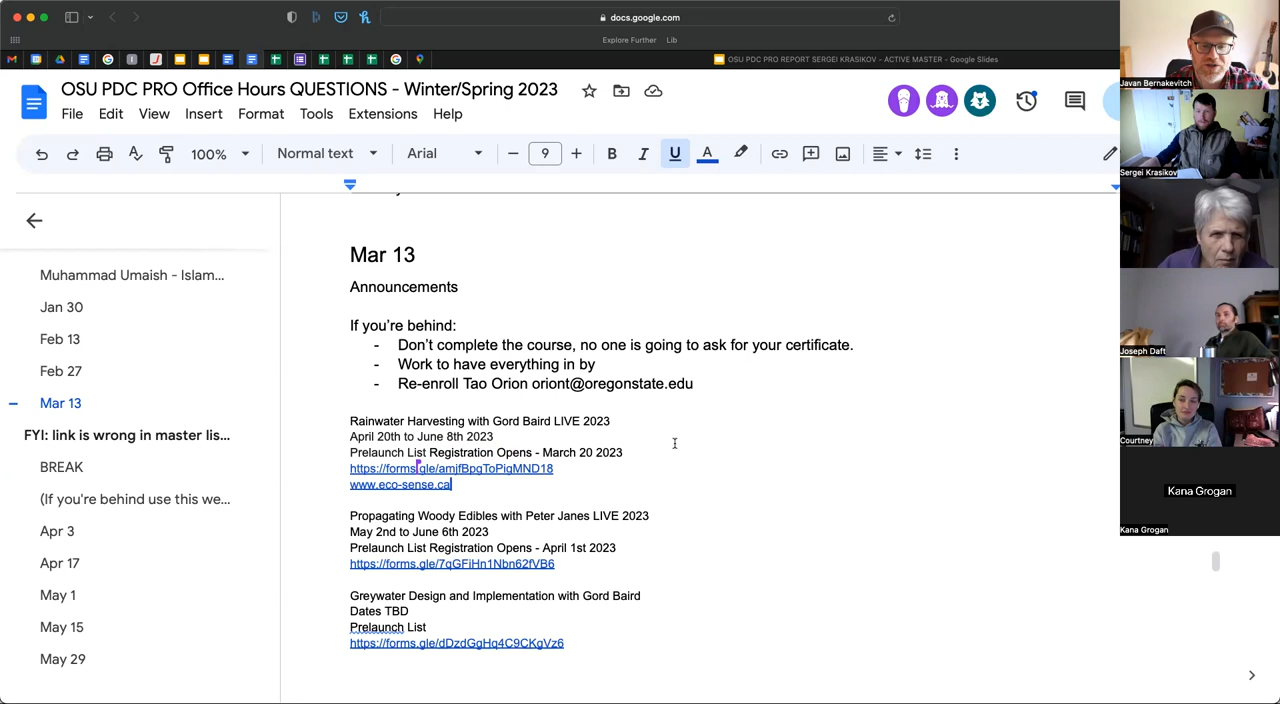 docs.google.com
Explore Further Lib
OSU PDC PRO REPORT SERGEI KRASIKOV - ACTIVE MASTER - Google Slides
OSU PDC PRO Office Hours QUESTIONS - Winter/Spring 2023
File Edit View Insert Format Tools Extensions Help
100% Normal text Arial 9
Muhammad Umaish - Islam...
Jan 30
Feb 13
Feb 27
Mar 13
FYI: link is wrong in master lis...
BREAK
(If you're behind use this we...
Apr 3
Apr 17
May 1
May 15
May 29
Mar 13
Announcements
If you're behind:
- Don't complete the course, no one is going to ask for your certificate.
- Work to have everything in by
- Re-enroll Tao Orion oriont@oregonstate.edu
Rainwater Harvesting with Gord Baird LIVE 2023
April 20th to June 8th 2023
Prelaunch List Registration Opens - March 20 2023
https://forms.gle/amjfBpgToPigMND18
www.eco-sense.ca
Propagating Woody Edibles with Peter Janes LIVE 2023
May 2nd to June 6th 2023
Prelaunch List Registration Opens - April 1st 2023
https://forms.gle/7qGFiHn1Nbn62fVB6
Greywater Design and Implementation with Gord Baird
Dates TBD
Prelaunch List
https://forms.gle/dDzdGgHq4C9CKgVz6
Javan Bernakevitch
Sergei Krasikov
Joseph Daft
Courtney
Kana Grogan
Kana Grogan